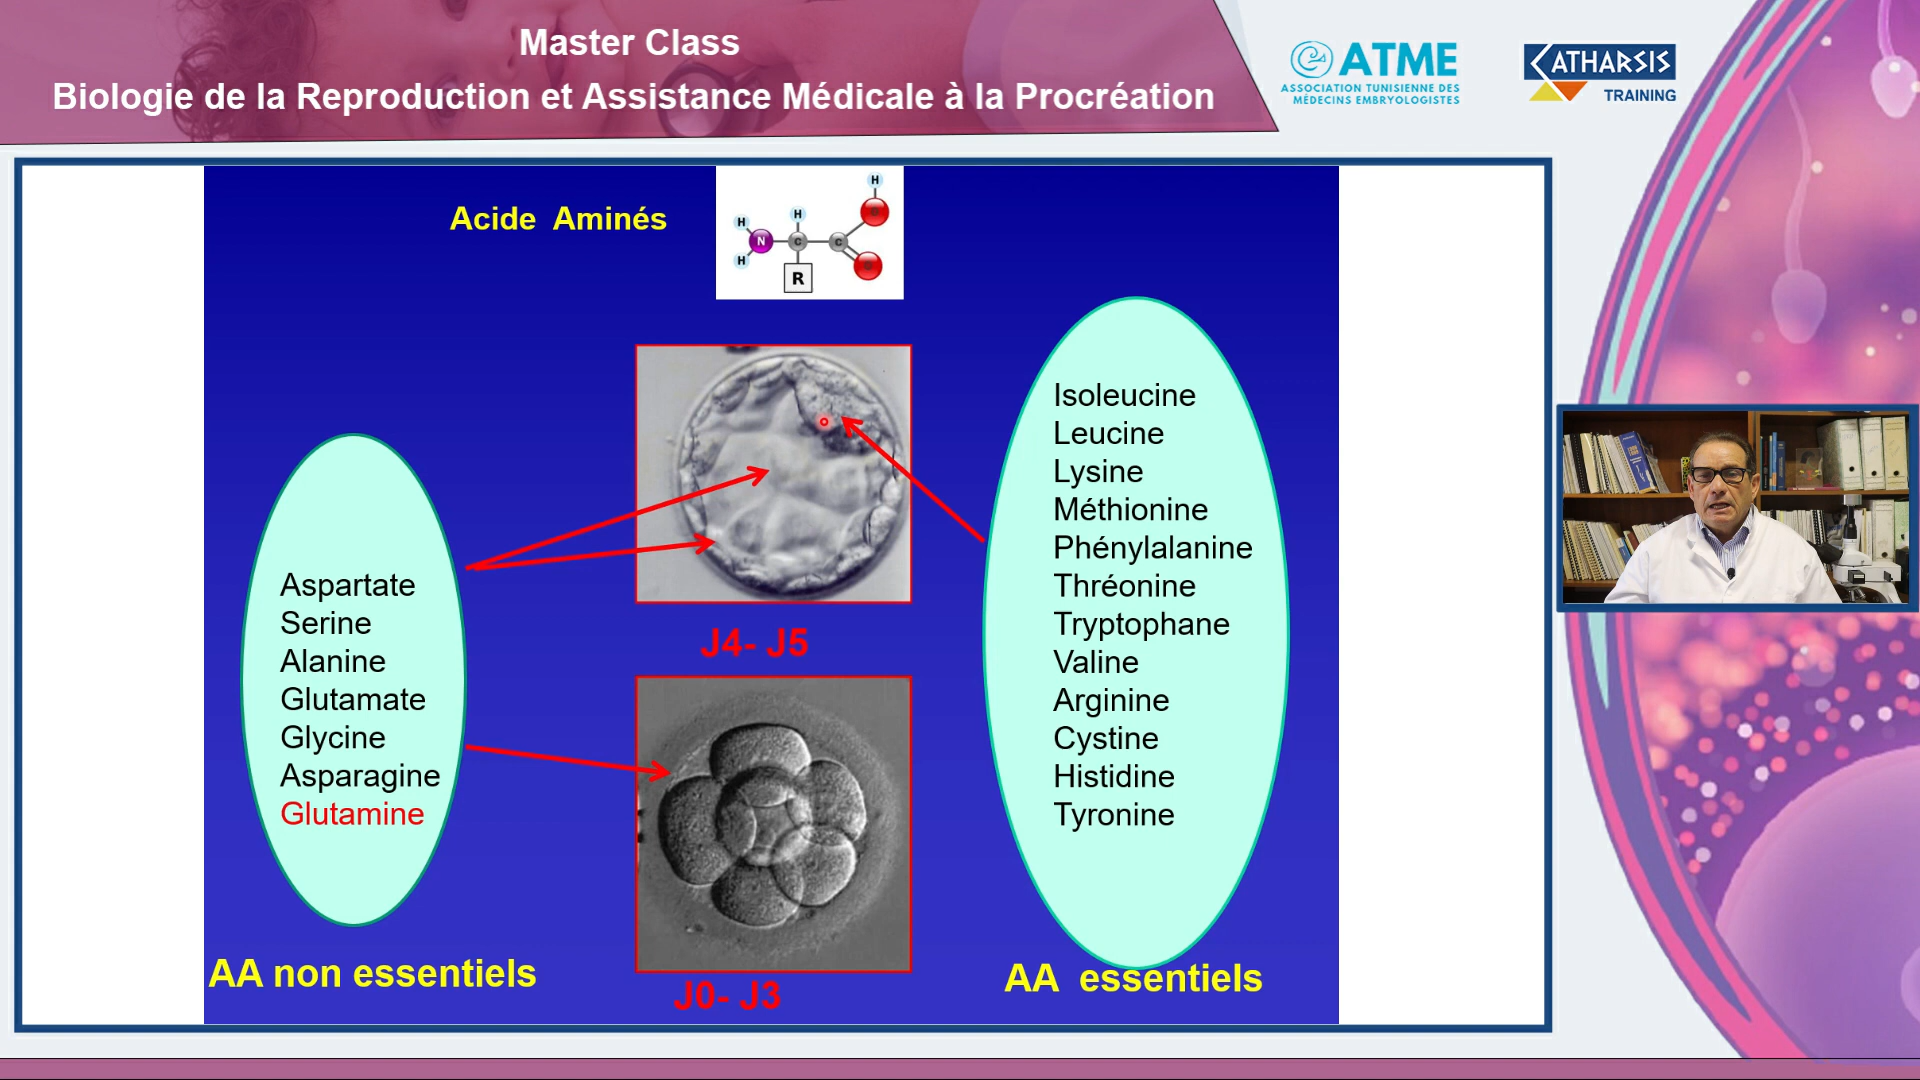 Master Class
Biologie de la Reproduction et Assistance Médicale à la Procréation
ATME
ASSOCIATION TUNISIENNE DES
MÉDECINS EMBRYOLOGISTES
CATHARSIS
TRAINING
Acide Aminés
H
H
H
N
C
C
H
R
J4- J5
J0- J3
Aspartate
Serine
Alanine
Glutamate
Glycine
Asparagine
Glutamine
AA non essentiels
Isoleucine
Leucine
Lysine
Méthionine
Phénylalanine
Thréonine
Tryptophane
Valine
Arginine
Cystine
Histidine
Tyronine
AA essentiels